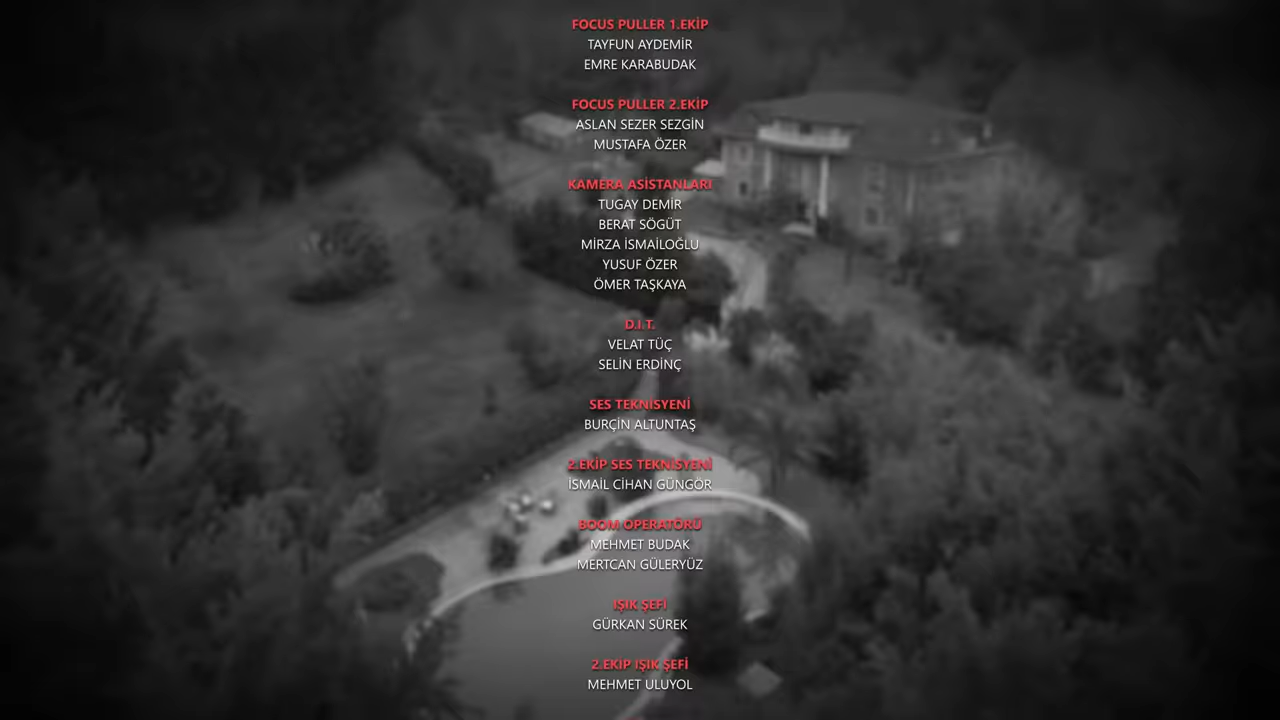 FOCUS PULLER 1.EKİP
TAYFUN AYDEMİR
EMRE KARABUDAK
FOCUS PULLER 2.EKİP
ASLAN SEZER SEZGİN
MUSTAFA ÖZER
KAMERA ASİSTANLARI
TUGAY DEMİR
BERAT SÖGÜT
MİRZA İSMAİLOĞLU
YUSUF ÖZER
ÖMER TAŞKAYA
D.I.T.
VELAT TÜÇ
SELİN ERDİNÇ
SES TEKNİSYENİ
BURÇİN ALTUNTAŞ
2.EKİP SES TEKNİSYENİ
İSMAİL CİHAN GÜNGÖR
BOOM OPERATÖRÜ
MEHMET BUDAK
MERTCAN GÜLERYÜZ
IŞIK ŞEFİ
GÜRKAN SÜREK
2.EKIP IŞIK ŞEFİ
MEHMET ULUYOL